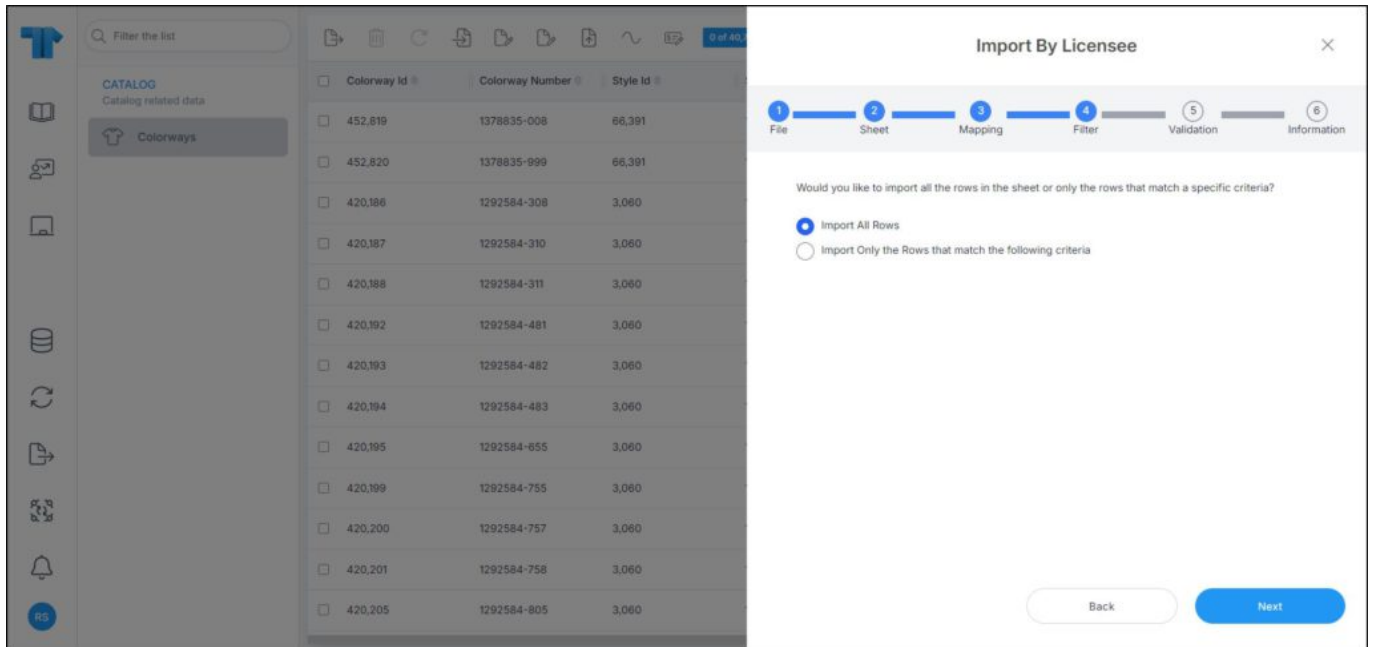 Filter the list
CATALOG
Catalog related data
Colorways
RS
0 of 40,
Colorway Id Colorway Number Style Id
452,819 1378835-008 66,391
452,820 1378835-999 66,391
420,186 1292584-308 3,060
420,187 1292584-310 3,060
420,188 1292584-311 3,060
420,192 1292584-481 3,060
420,193 1292584-482 3,060
420,194 1292584-483 3,060
420,195 1292584-655 3,060
420,199 1292584-755 3,060
420,200 1292584-757 3,060
420,201 1292584-758 3,060
420,205 1292584-805 3,060
Import By Licensee
1 2 3 4 5 6
File Sheet Mapping Filter Validation Information
Would you like to import all the rows in the sheet or only the rows that match a specific criteria?
Import All Rows
Import Only the Rows that match the following criteria
Back Next